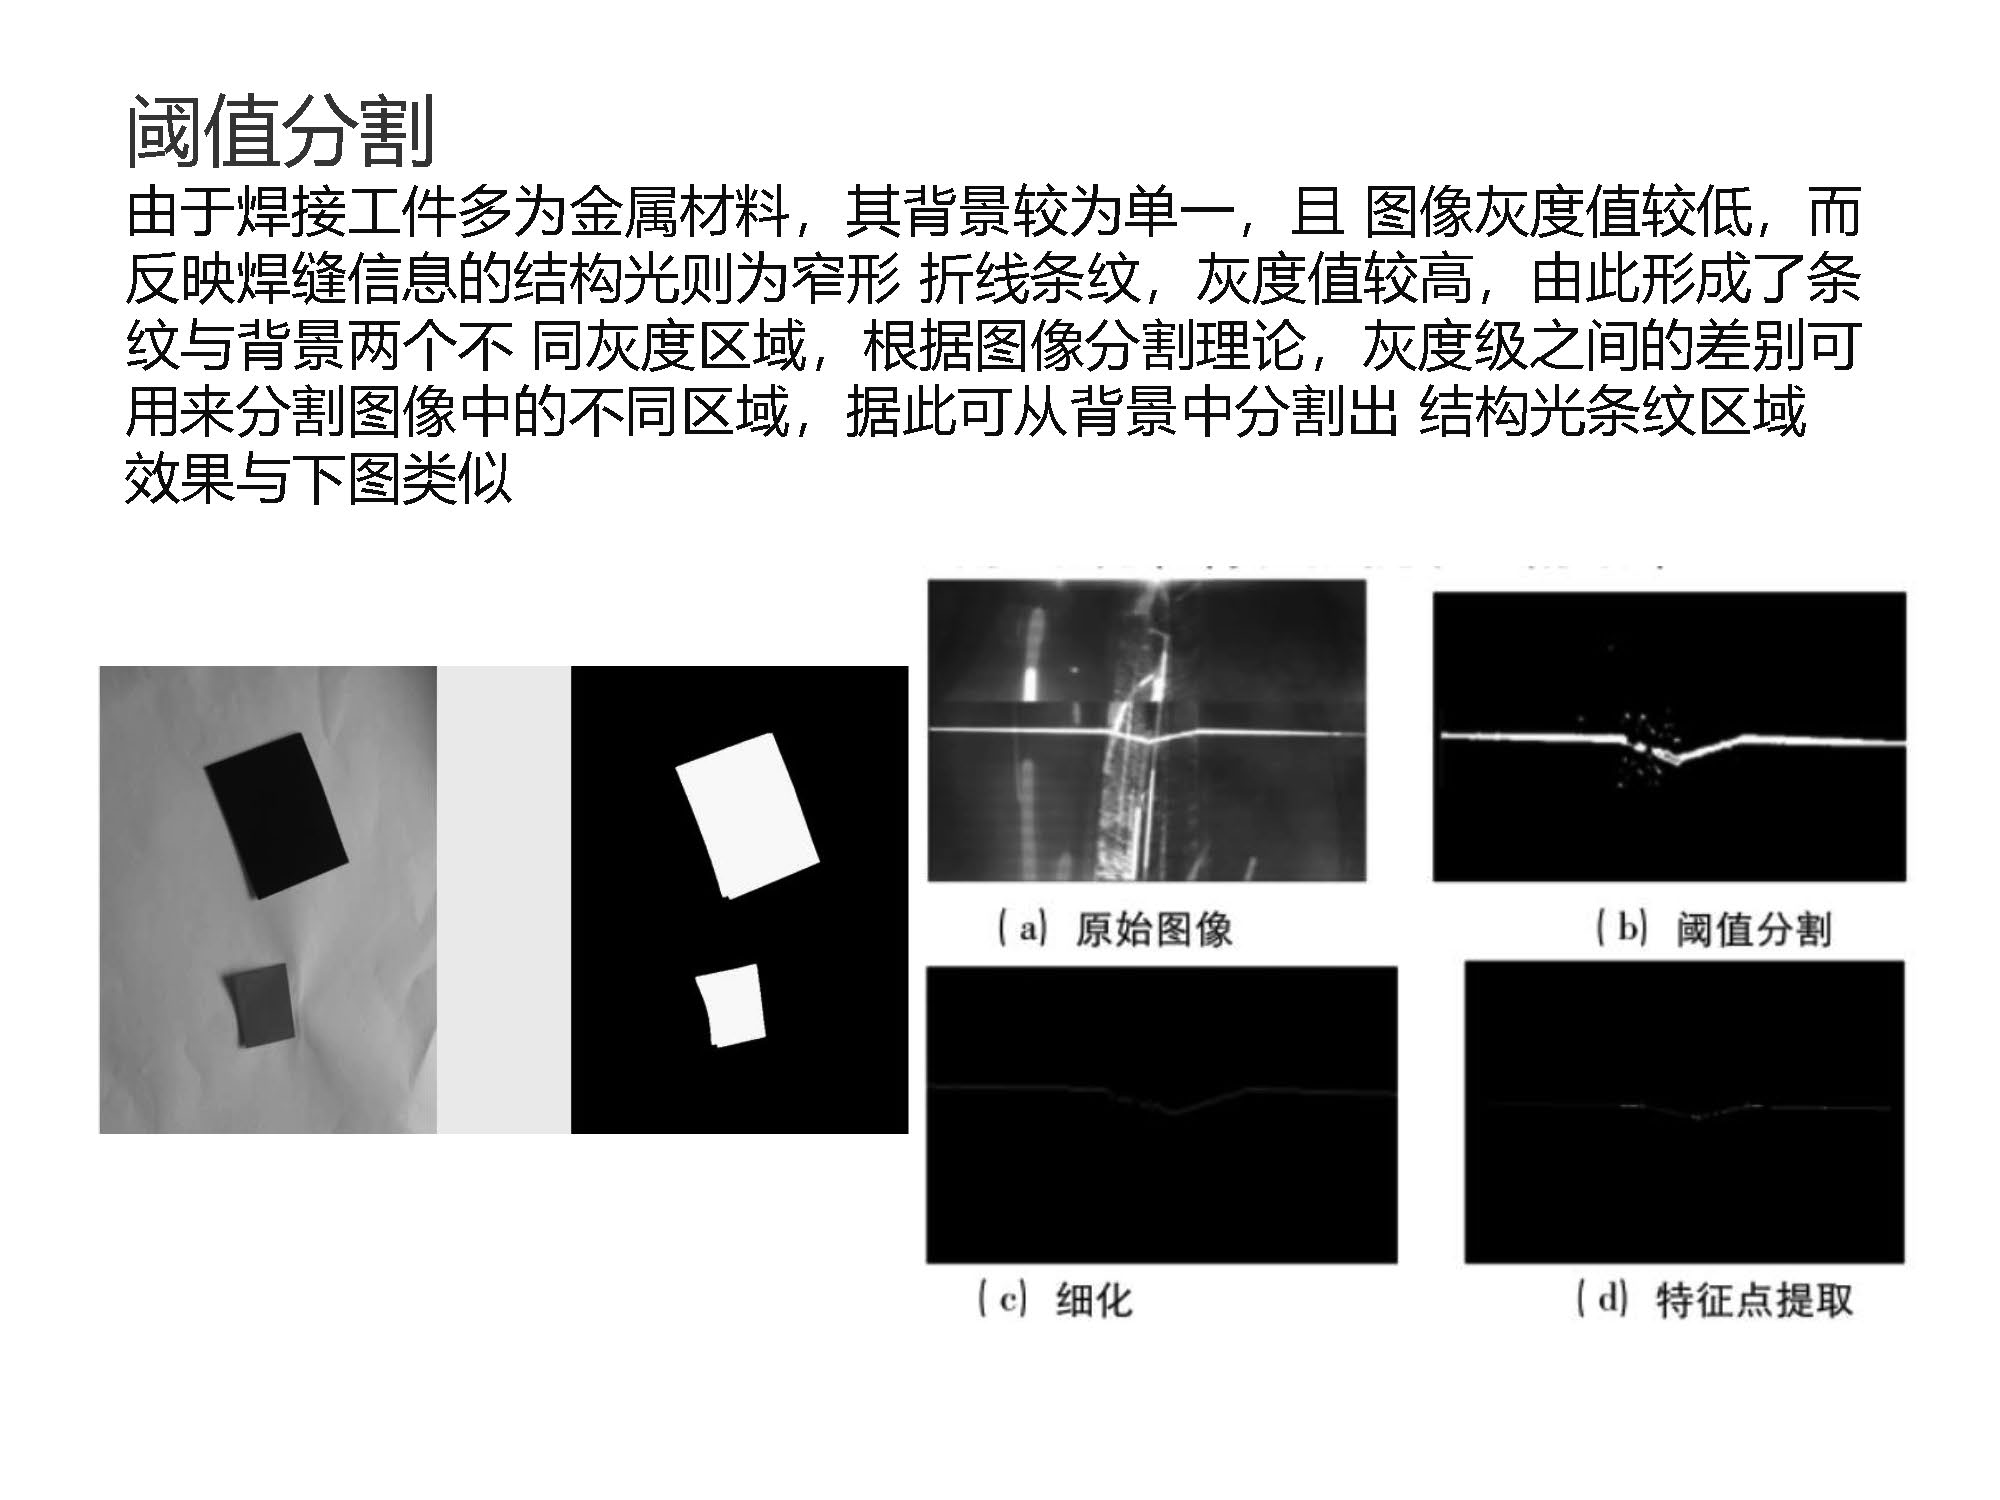 阈值分割
由于焊接工件多为金属材料，其背景较为单一，且 图像灰度值较低，而
反映焊缝信息的结构光则为窄形 折线条纹，灰度值较高，由此形成了条
纹与背景两个不 同灰度区域，根据图像分割理论，灰度级之间的差别可
用来分割图像中的不同区域，据此可从背景中分割出 结构光条纹区域
效果与下图类似
(a) 原始图像
(b) 阈值分割
(c) 细化
(d) 特征点提取